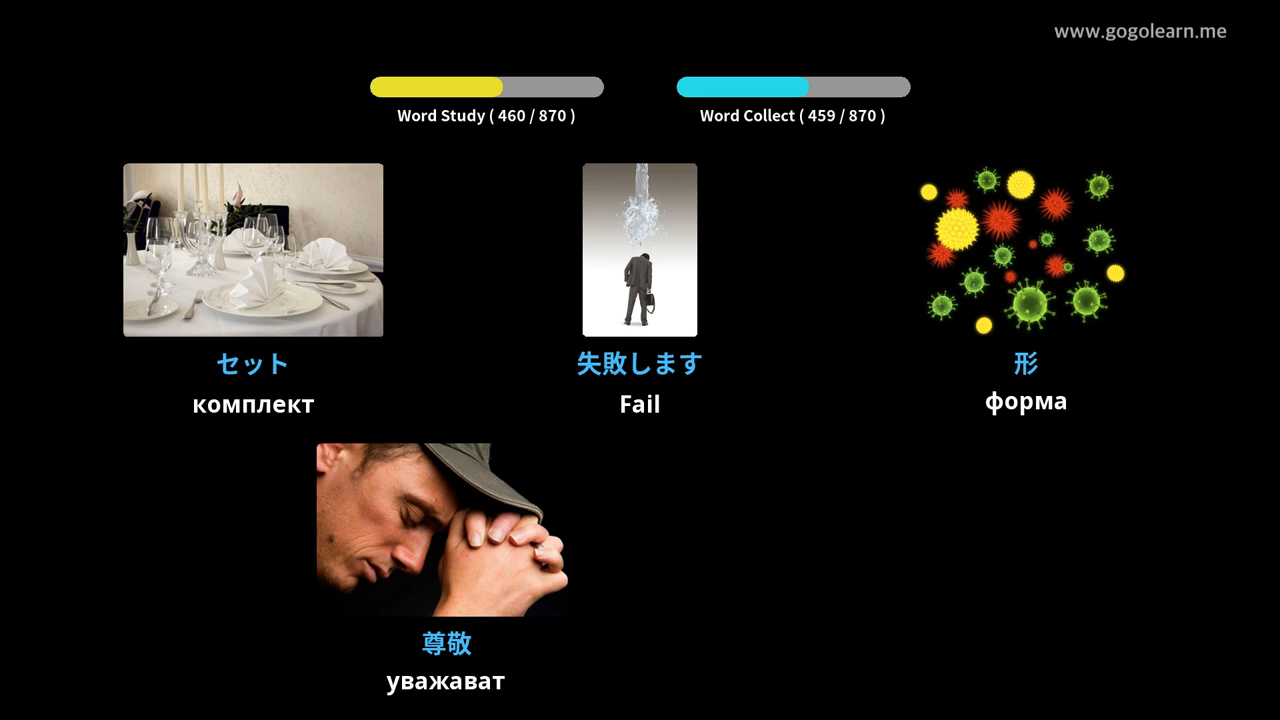 www.gogolearn.me
Word Study ( 460 / 870 )
Word Collect ( 459 / 870 )
セット
комплект
失敗します
Fail
形
форма
尊敬
уважават